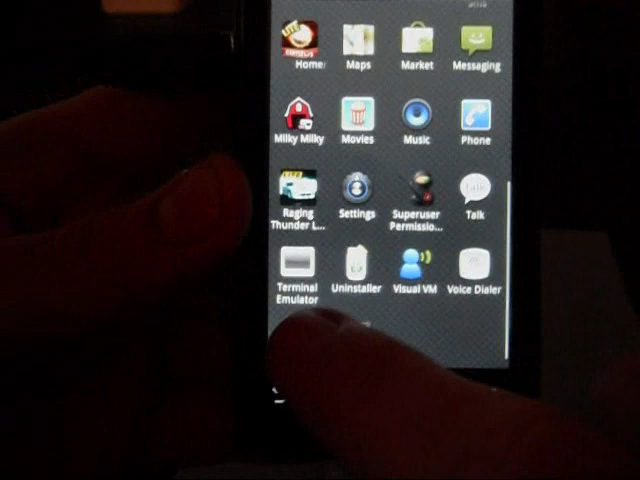 Home
Maps
Market
Messaging
Milky Milky
Movies
Music
Phone
Raging
Thunder L...
Settings
Superuser
Permissio...
talk
Talk
Terminal
Emulator
Uninstaller
Visual VM
Voice Dialer